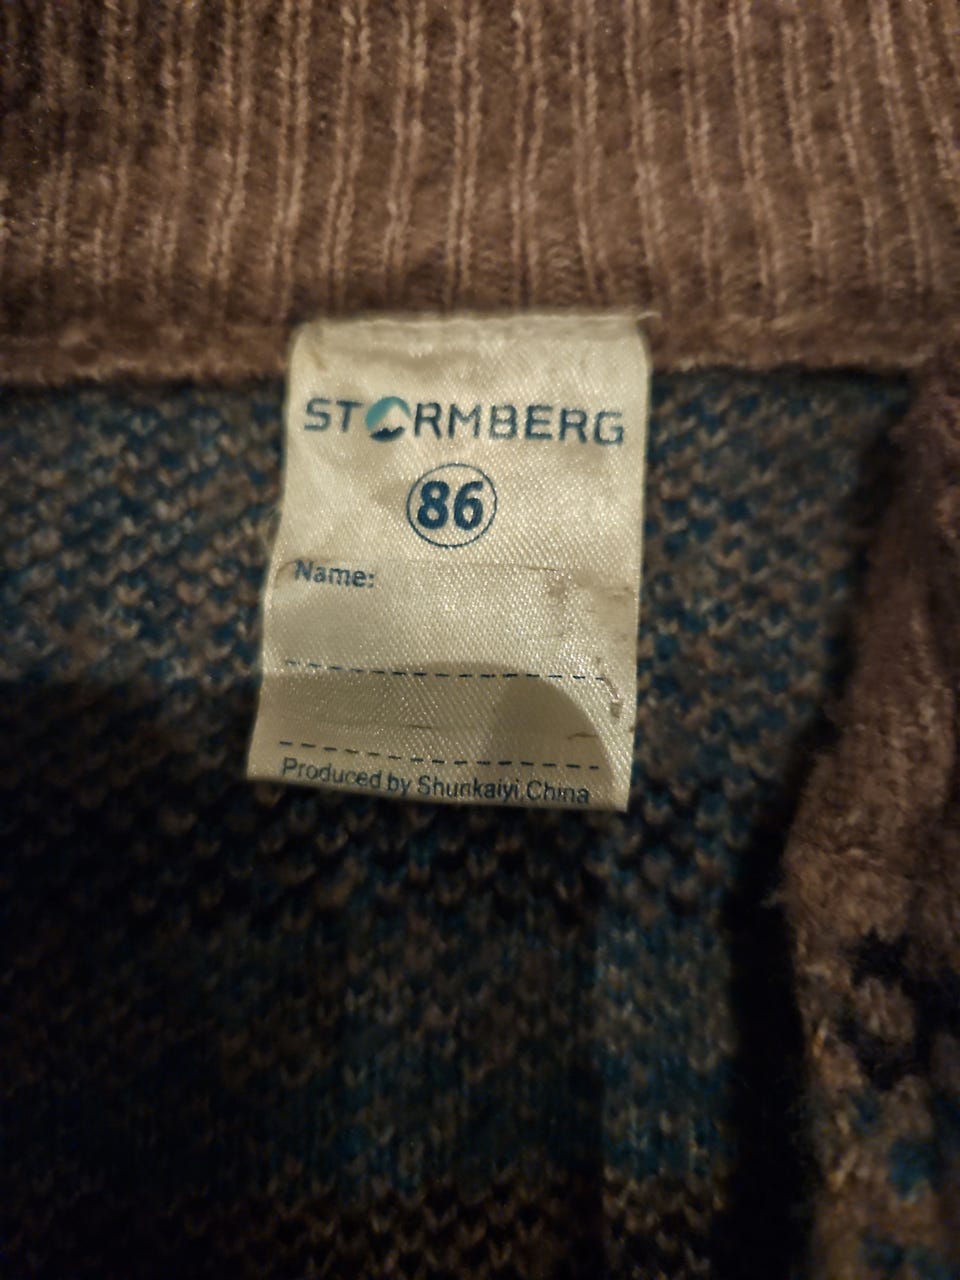 STORMBERG
86
Name:
Produced by Shunkaiyi,China